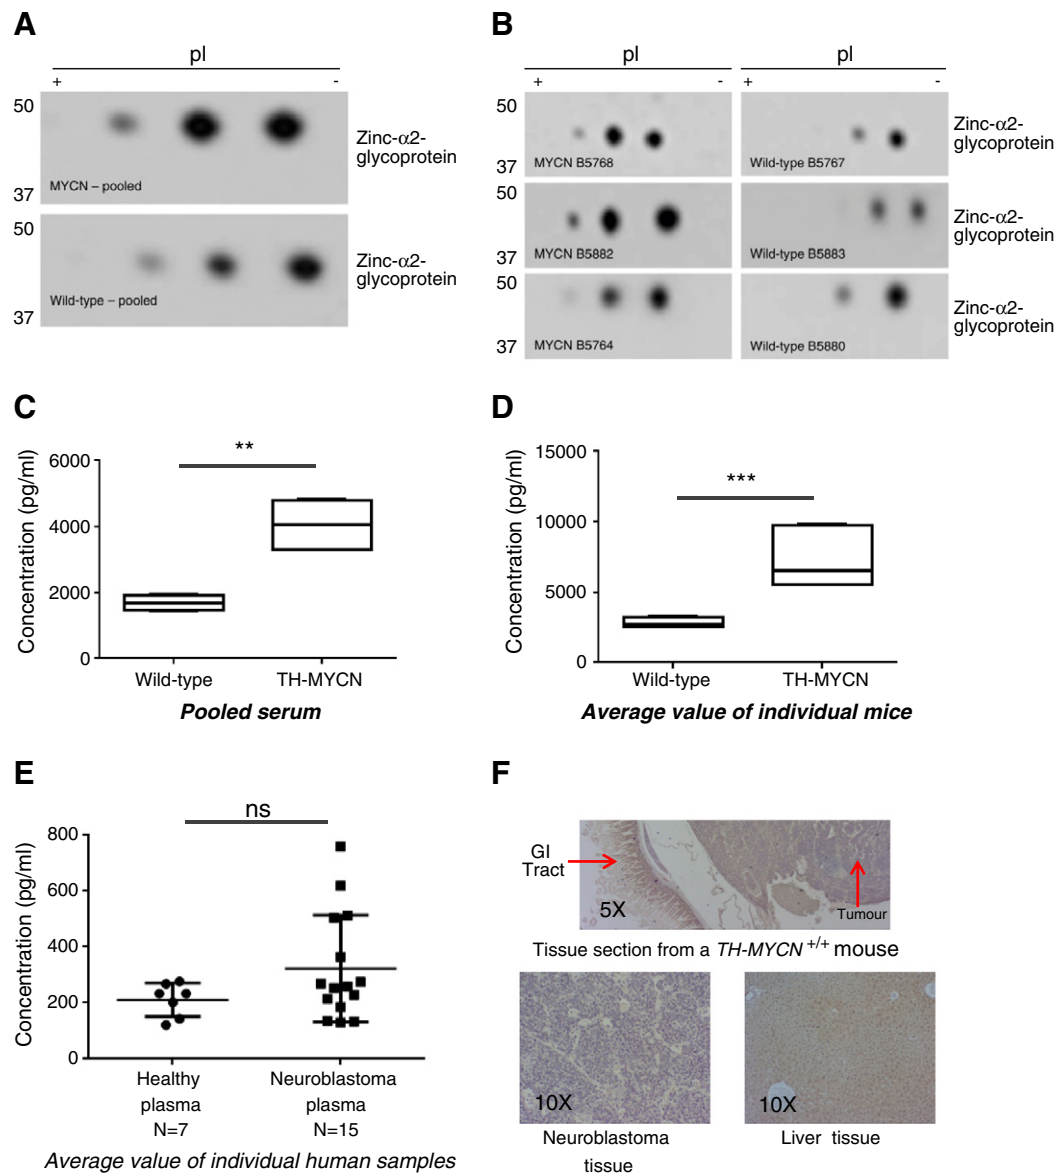 A
pI
+ -
50
37
MYCN – pooled
Zinc-α2-
glycoprotein
50
37
Wild-type – pooled
Zinc-α2-
glycoprotein
B
pI pI
+ - + -
50
37
MYCN B5768
Wild-type B5767
Zinc-α2-
glycoprotein
50
37
MYCN B5882
Wild-type B5883
Zinc-α2-
glycoprotein
50
37
MYCN B5764
Wild-type B5880
Zinc-α2-
glycoprotein
C
Concentration (pg/ml)
6000
4000
2000
0
**
Wild-type TH-MYCN
Pooled serum
D
Concentration (pg/ml)
15000
10000
5000
0
***
Wild-type TH-MYCN
Average value of individual mice
E
Concentration (pg/ml)
800
600
400
200
0
ns
Healthy
plasma
N=7
Neuroblastoma
plasma
N=15
Average value of individual human samples
F
GI
Tract
5X
Tumour
Tissue section from a TH-MYCN +/+ mouse
10X
Neuroblastoma
tissue
10X
Liver tissue